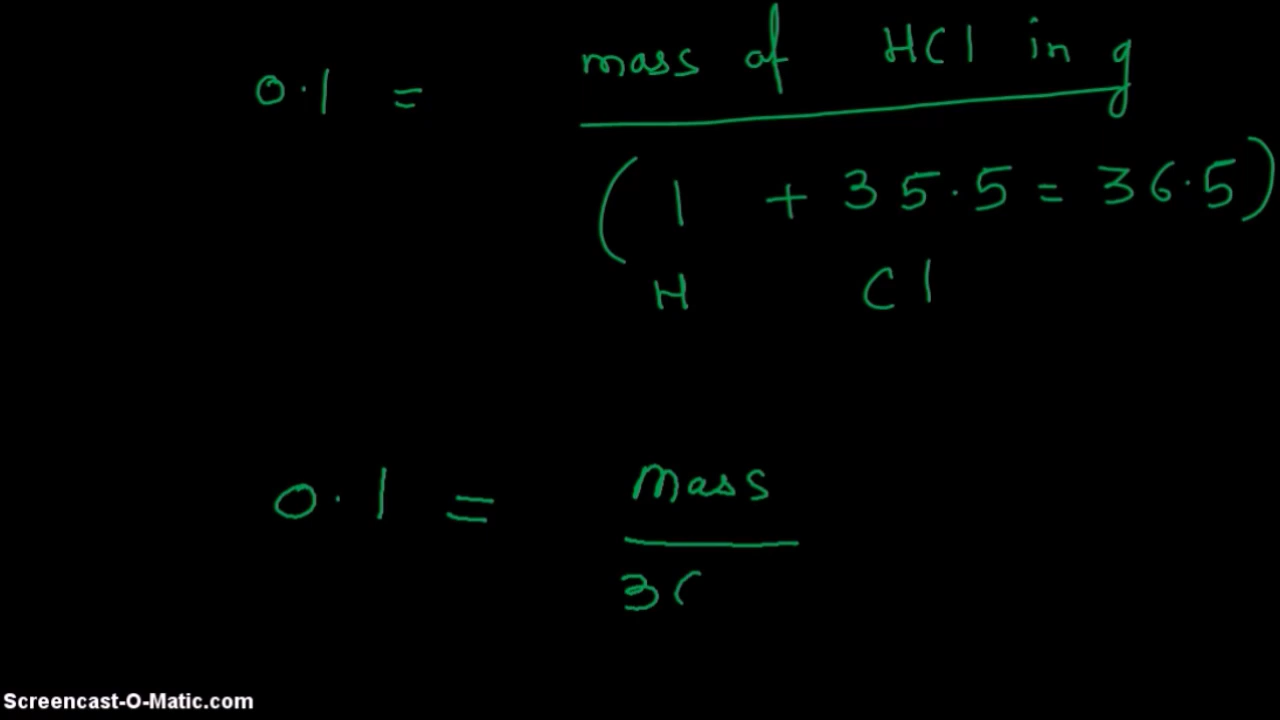 mass of HCl in g
0.1 =
(1 + 35.5 = 36.5)
H Cl
mass
0.1 =
3(
Screencast-O-Matic.com